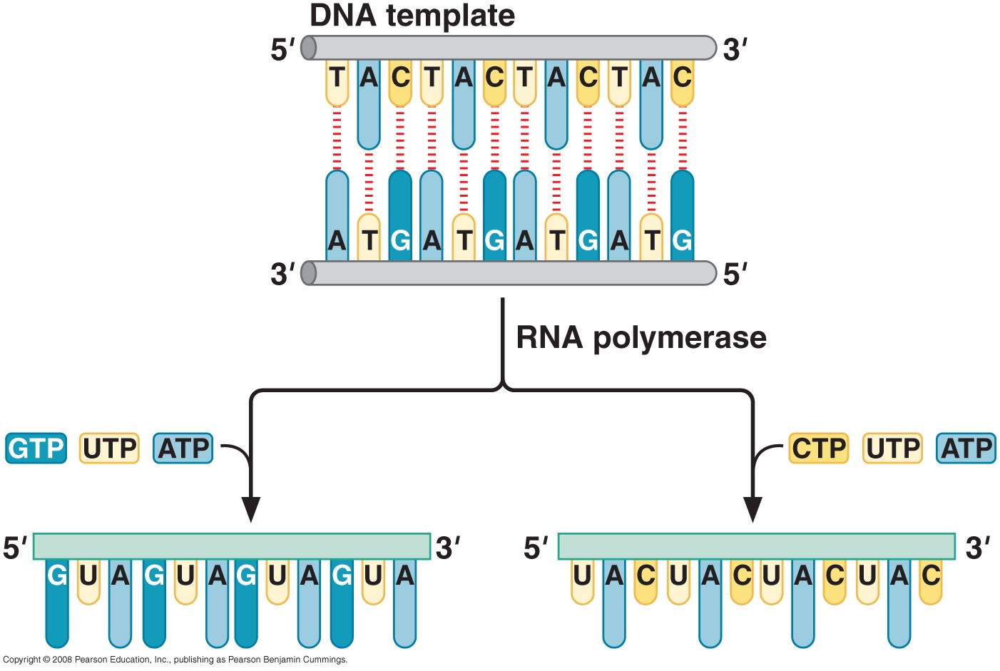 DNA template
5′ 3′
T A C T A C T A C T A C
A T G A T G A T G A T G
3′ 5′
RNA polymerase
GTP UTP ATP CTP UTP ATP
5′ 3′ 5′ 3′
G U A G U A G U A G U A U A C U A C U A C U A C
Copyright © 2008 Pearson Education, Inc., publishing as Pearson Benjamin Cummings.